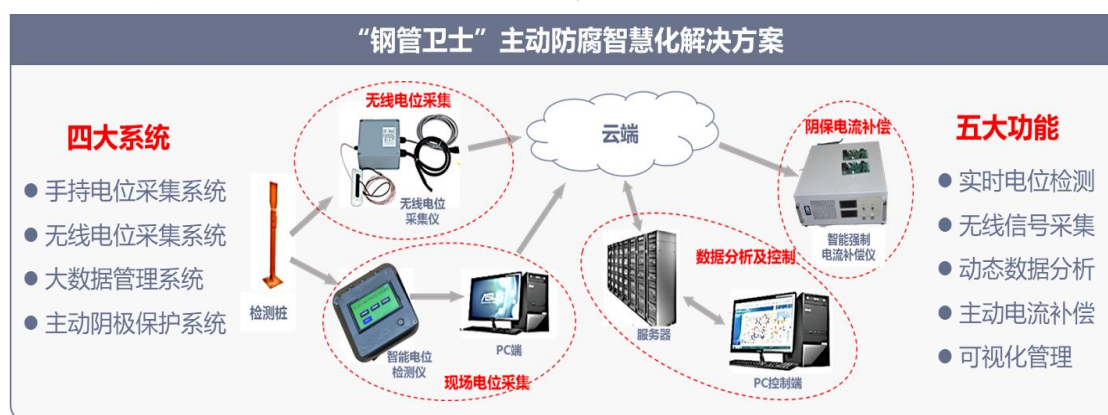 “钢管卫士”主动防腐智慧化解决方案
四大系统
● 手持电位采集系统
● 无线电位采集系统
● 大数据管理系统
● 主动阴极保护系统
检测桩
无线电位采集
无线电位
采集仪
智能电位
检测仪
PC端
现场电位采集
云端
服务器
数据分析及控制
PC控制端
阴保电流补偿
智能强制
电流补偿仪
五大功能
● 实时电位检测
● 无线信号采集
● 动态数据分析
● 主动电流补偿
● 可视化管理